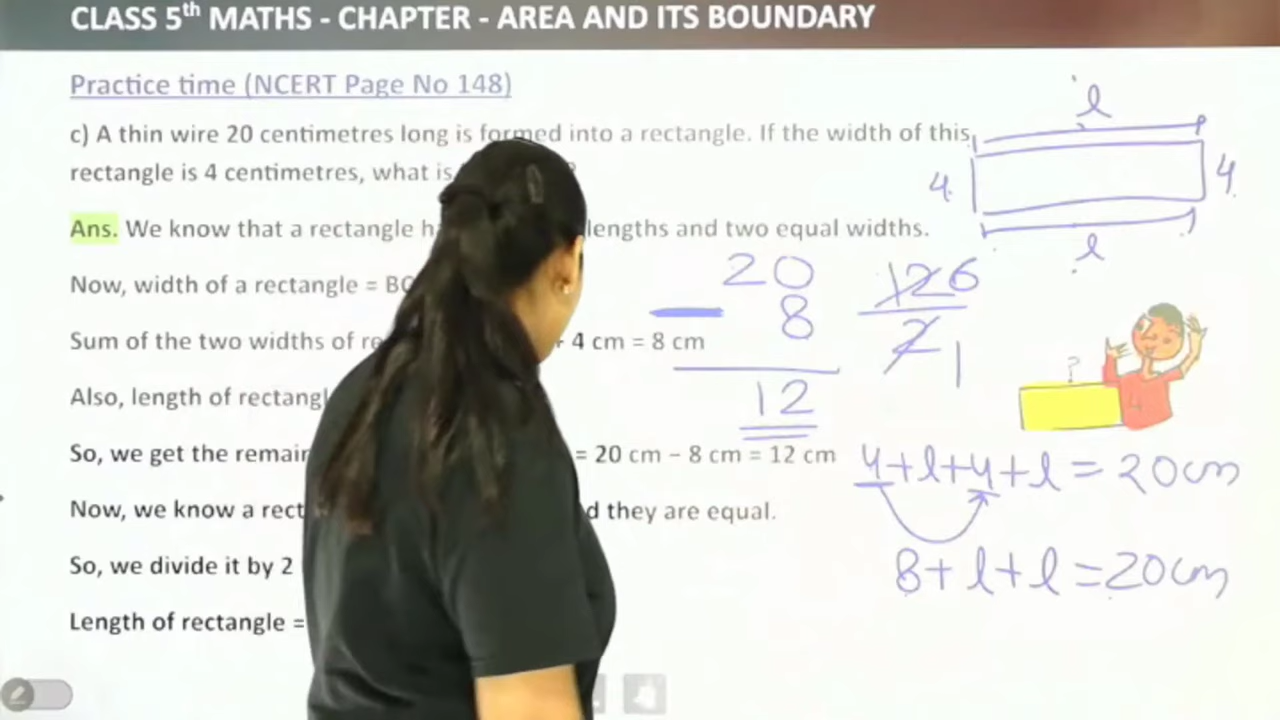 CLASS 5th MATHS - CHAPTER - AREA AND ITS BOUNDARY
Practice time (NCERT Page No 148)
c) A thin wire 20 centimetres long is formed into a rectangle. If the width of this
rectangle is 4 centimetres, what is
Ans. We know that a rectangle lengths and two equal widths.
Now, width of a rectangle =
Sum of the two widths of 4 cm = 8 cm
Also, length of
So, we get the = 20 cm – 8 cm = 12 cm
Now, we know a they are equal.
So, we divide it by 2
Length of rectangle =
l
4 4
l
20
– 8
12
12 6
2 1
?
4
4+l+4+l = 20cm
8+l+l = 20cm